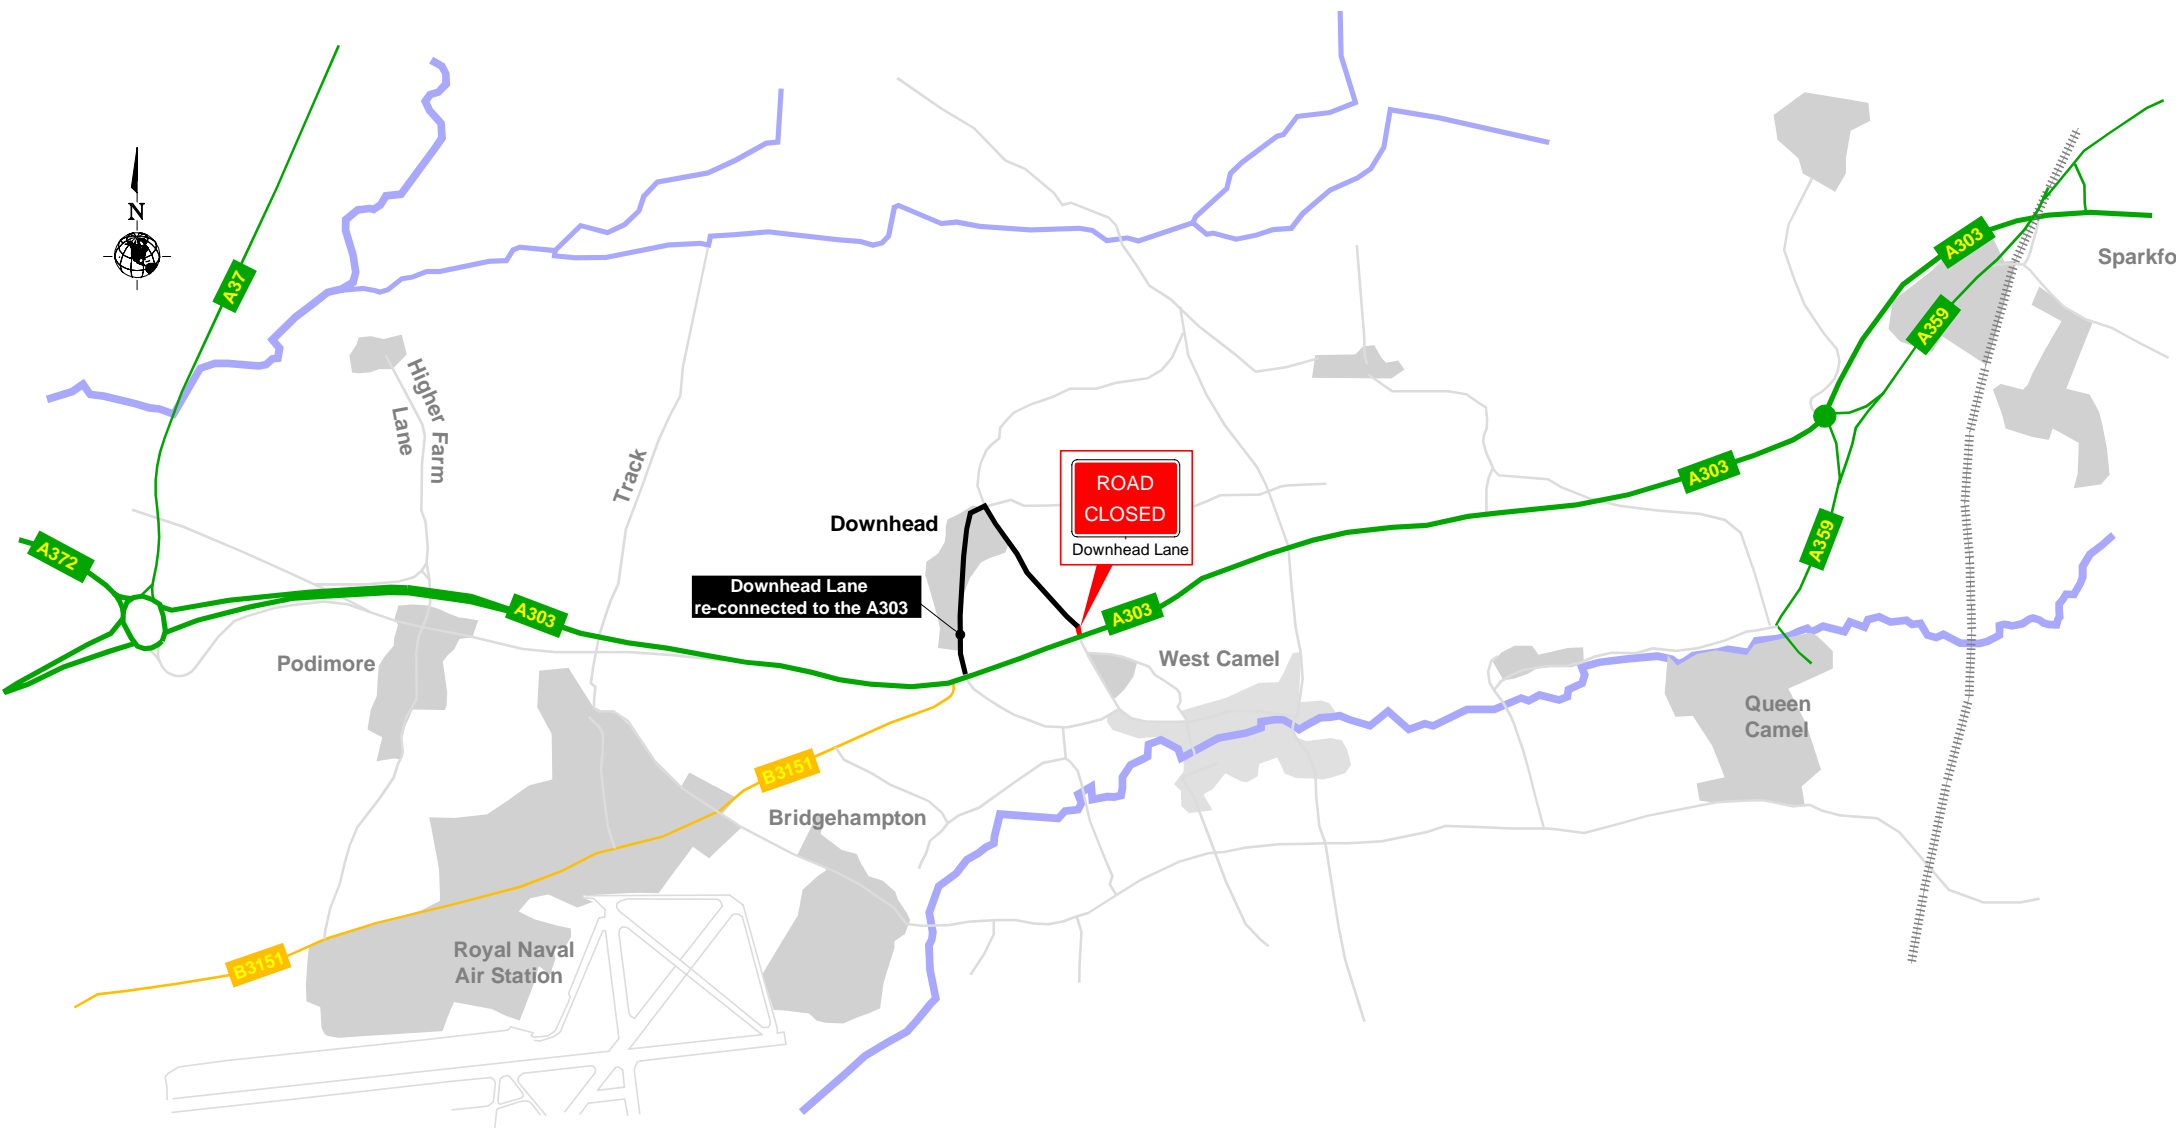 N
A37
A372
Higher Farm
Lane
Track
Downhead
ROAD
CLOSED
Downhead Lane
Downhead Lane
re-connected to the A303
A303
A303
A303
A303
A359
A359
Sparkfo
Podimore
West Camel
Queen
Camel
B3151
Bridgehampton
Royal Naval
Air Station
B3151